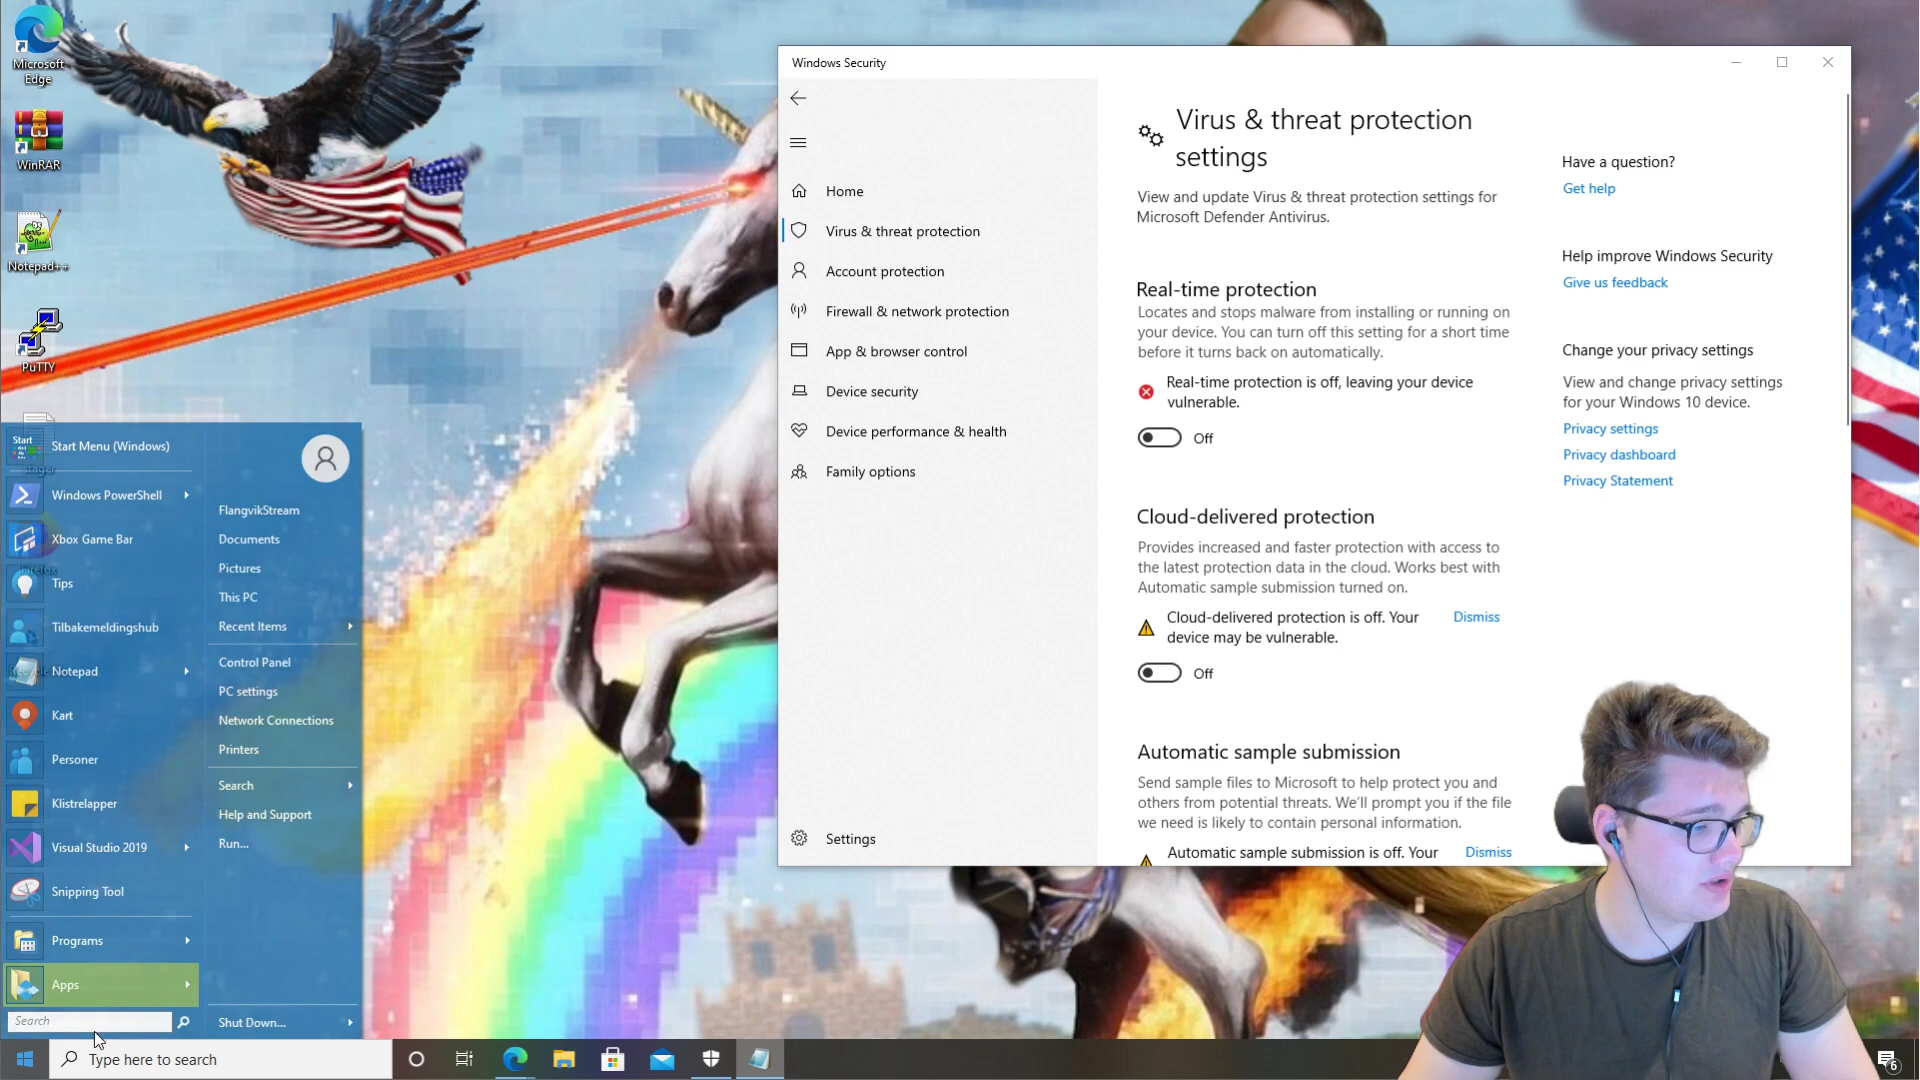 Microsoft
Edge
WinRAR
Notepad++
PuTTY
Start Menu (Windows)
Windows PowerShell
Xbox Game Bar
Tips
Tilbakemeldingshub
Notepad
Kart
Personer
Klistrelapper
Visual Studio 2019
Snipping Tool
Programs
Apps
Search
FlangvikStream
Documents
Pictures
This PC
Recent Items
Control Panel
PC settings
Network Connections
Printers
Search
Help and Support
Run...
Shut Down...
Type here to search
Windows Security
Home
Virus & threat protection
Account protection
Firewall & network protection
App & browser control
Device security
Device performance & health
Family options
Settings
Virus & threat protection
settings
View and update Virus & threat protection settings for
Microsoft Defender Antivirus.
Real-time protection
Locates and stops malware from installing or running on
your device. You can turn off this setting for a short time
before it turns back on automatically.
Real-time protection is off, leaving your device
vulnerable.
Off
Cloud-delivered protection
Provides increased and faster protection with access to
the latest protection data in the cloud. Works best with
Automatic sample submission turned on.
Cloud-delivered protection is off. Your
device may be vulnerable.
Dismiss
Off
Automatic sample submission
Send sample files to Microsoft to help protect you and
others from potential threats. We'll prompt you if the file
we need is likely to contain personal information.
Automatic sample submission is off. Your
Dismiss
Have a question?
Get help
Help improve Windows Security
Give us feedback
Change your privacy settings
View and change privacy settings
for your Windows 10 device.
Privacy settings
Privacy dashboard
Privacy Statement
6